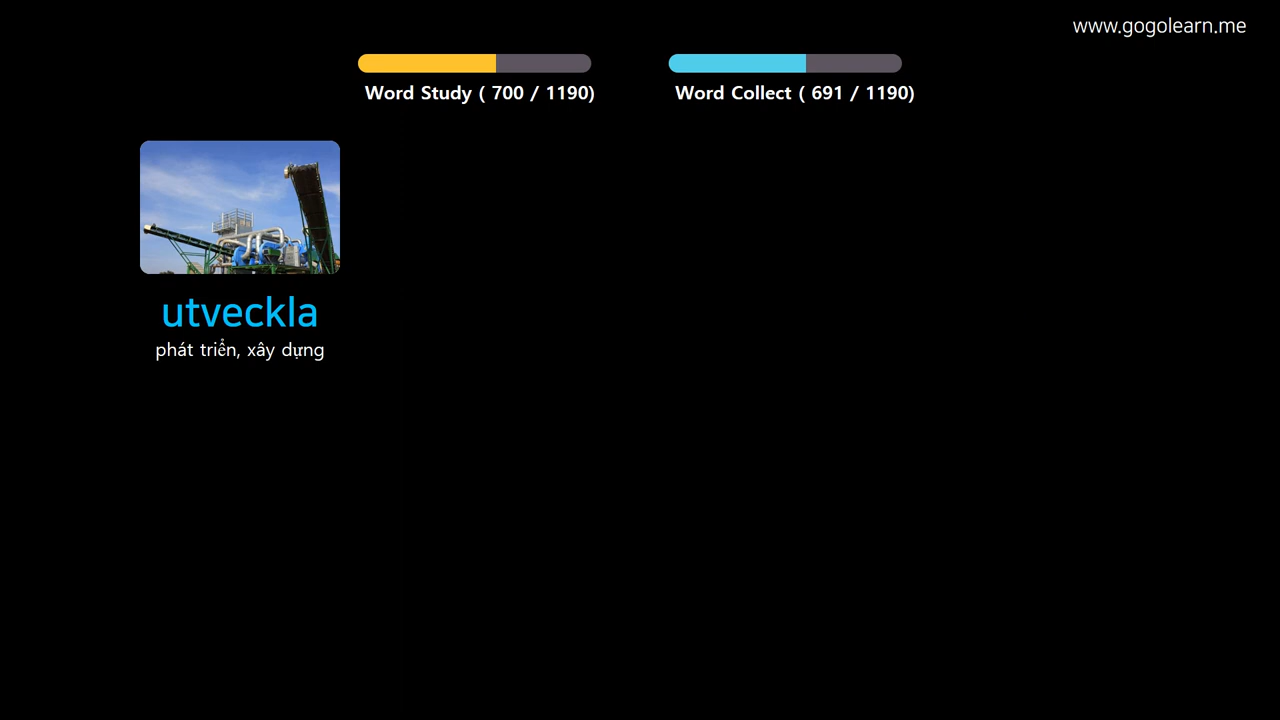 www.gogolearn.me
Word Study ( 700 / 1190)
Word Collect ( 691 / 1190)
utveckla
phát triển, xây dựng